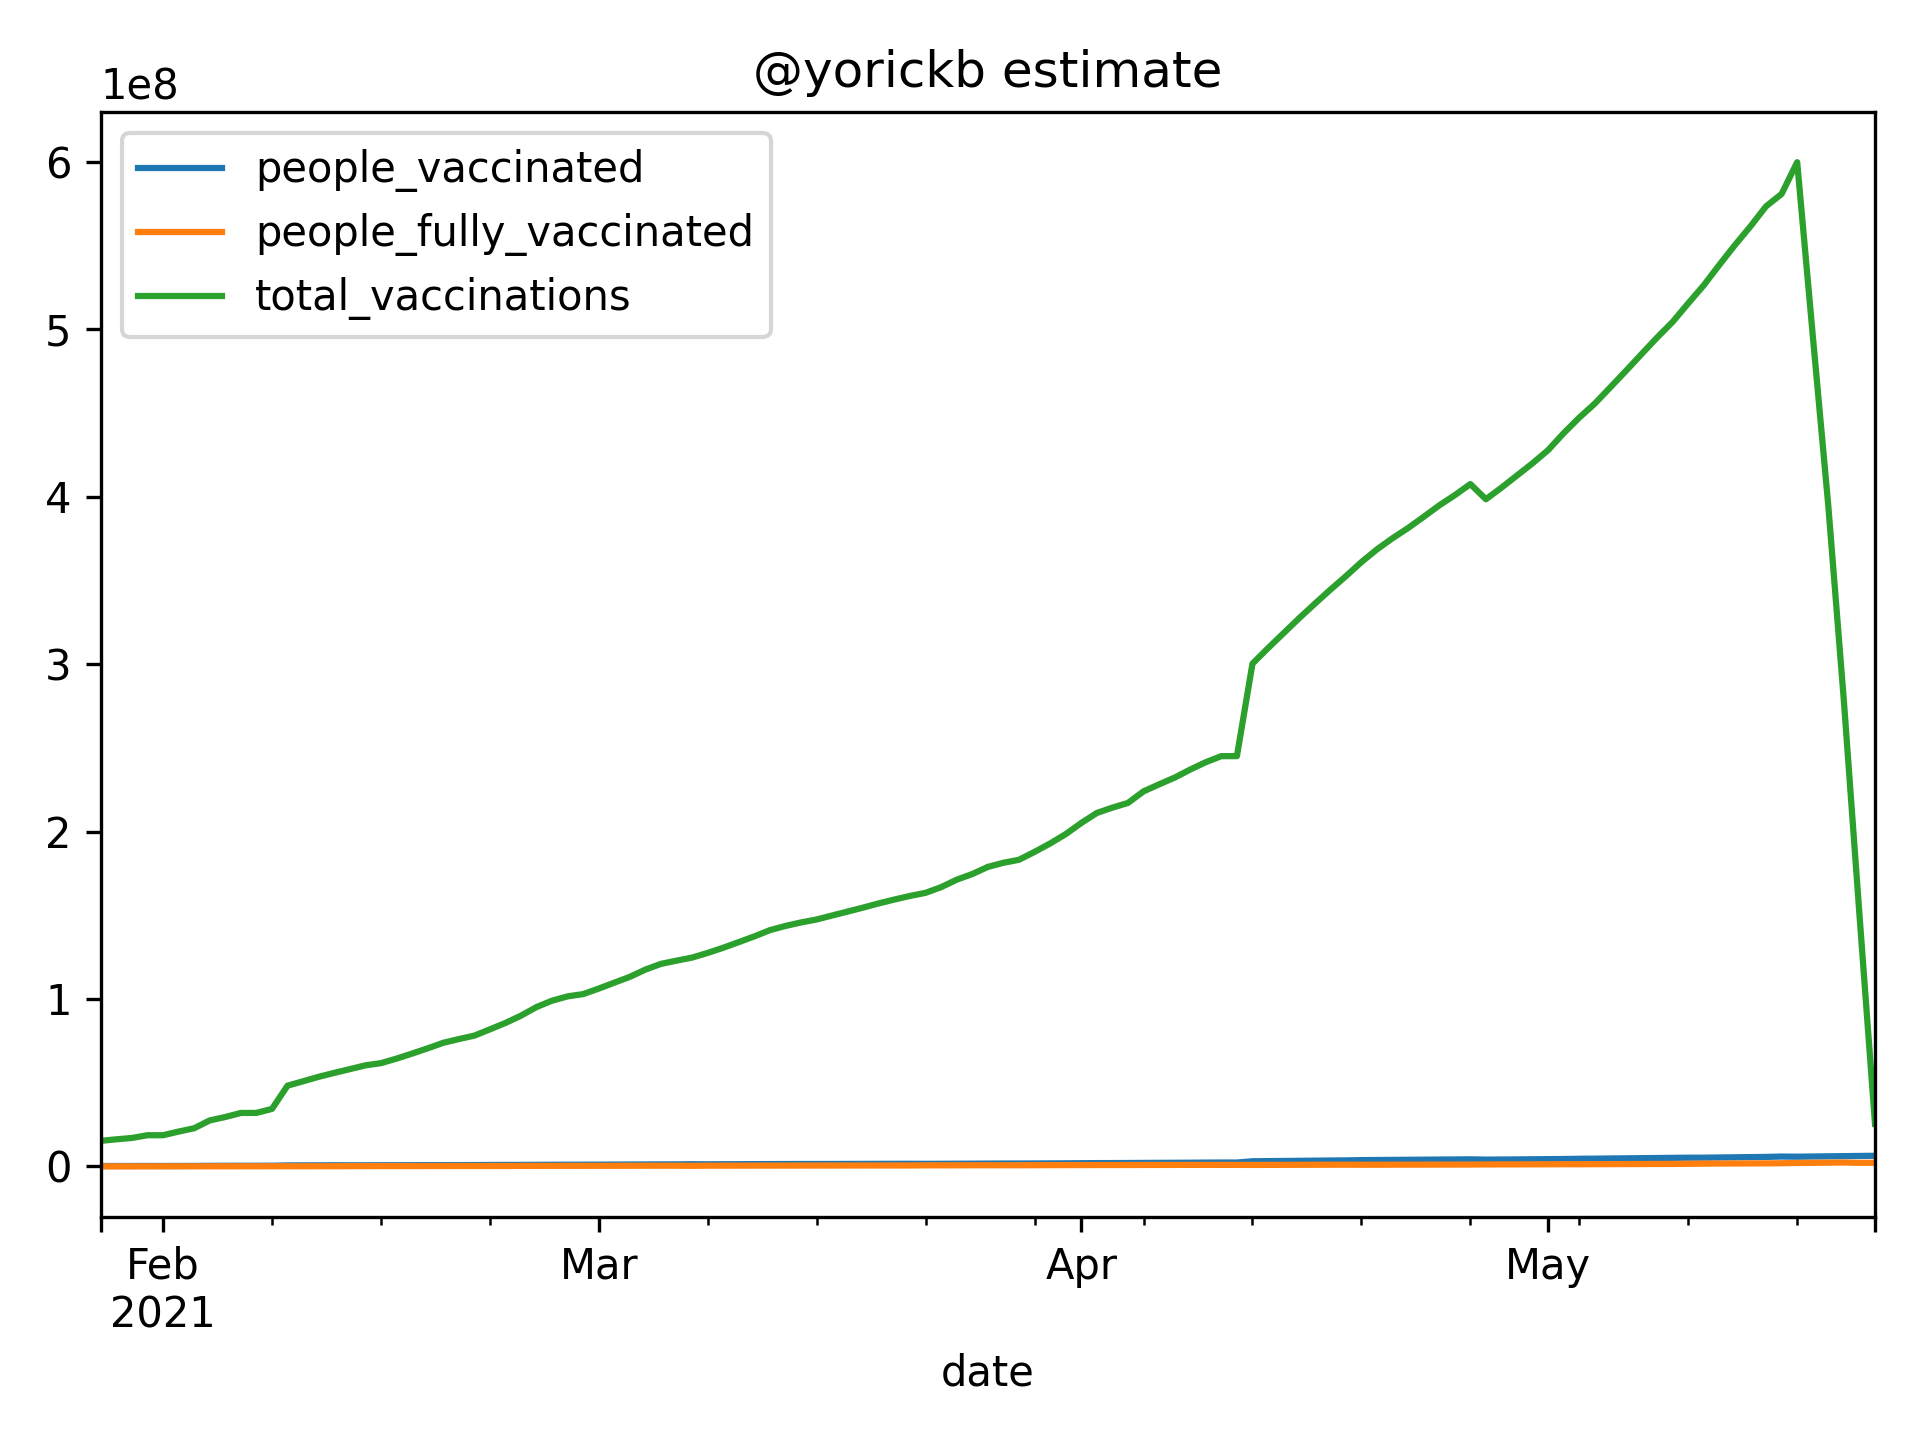 @yorickb estimate
1e8
people_vaccinated
people_fully_vaccinated
total_vaccinations
6
5
4
3
2
1
0
Feb Mar Apr May
2021
date